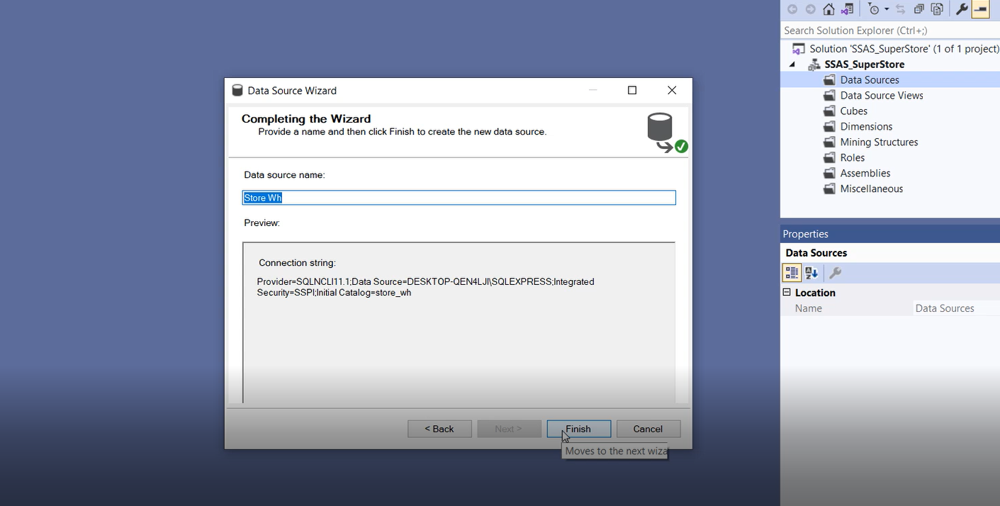 Search Solution Explorer (Ctrl+;)
Solution 'SSAS_SuperStore' (1 of 1 project)
SSAS_SuperStore
Data Sources
Data Source Views
Cubes
Dimensions
Mining Structures
Roles
Assemblies
Miscellaneous
Data Source Wizard
Completing the Wizard
Provide a name and then click Finish to create the new data source.
Data source name:
Store Wh
Preview:
Connection string:
Provider=SQLNCLI11.1;Data Source=DESKTOP-QEN4LJI\SQLEXPRESS;Integrated
Security=SSPI;Initial Catalog=store_wh
< Back
Next >
Finish
Cancel
Moves to the next wiza
Properties
Data Sources
Location
Name
Data Sources